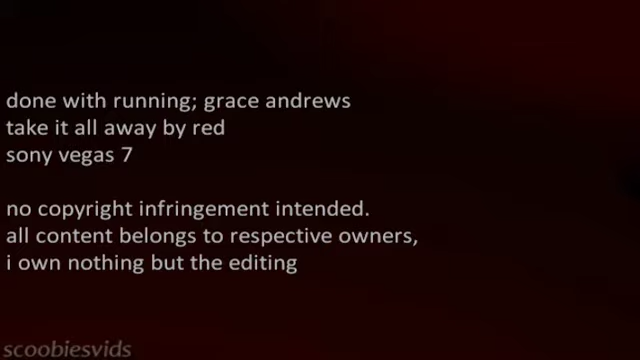 done with running; grace andrews
take it all away by red
sony vegas 7
no copyright infringement intended.
all content belongs to respective owners,
i own nothing but the editing
scoobiesvids